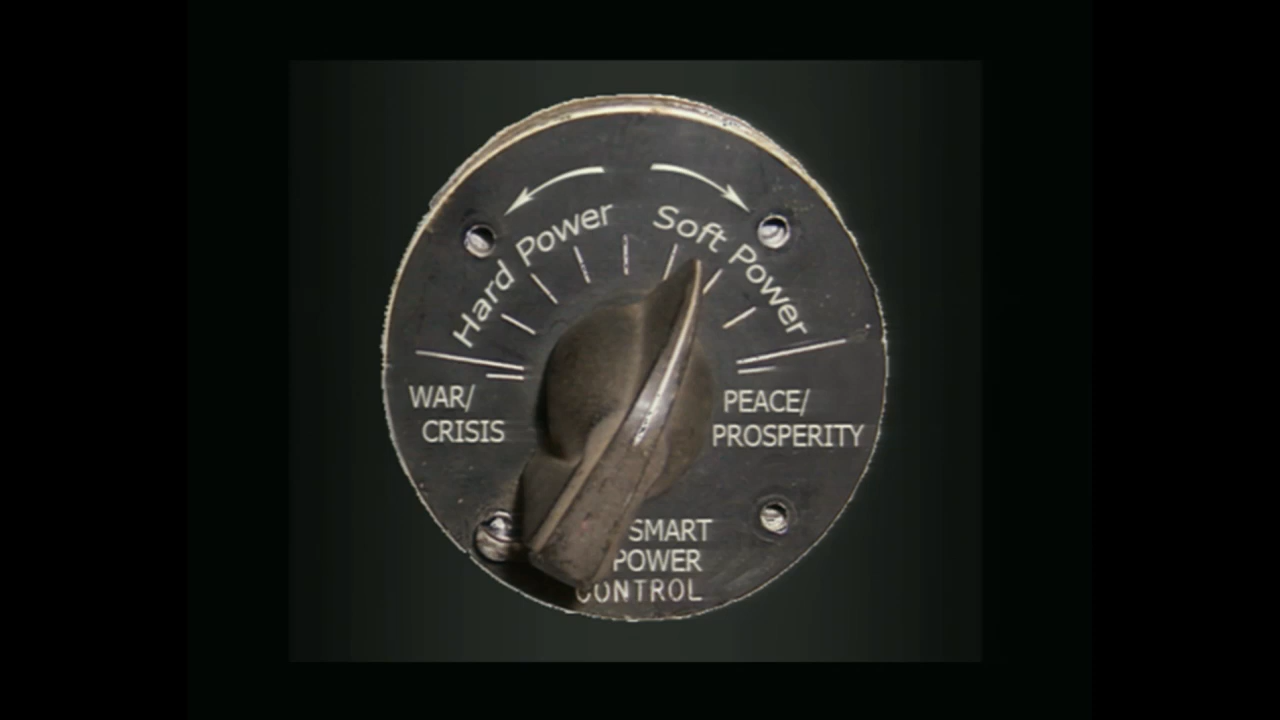 Hard Power
Soft Power
WAR/
CRISIS
PEACE/
PROSPERITY
SMART
POWER
CONTROL